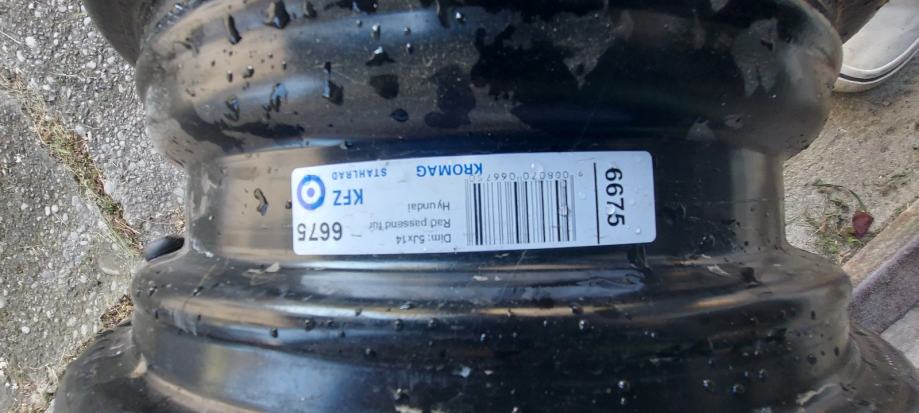 Dim: 5Jx14
Rad passend für
Hyundai
6675
KFZ
STAHLRAD
KROMAG
6675